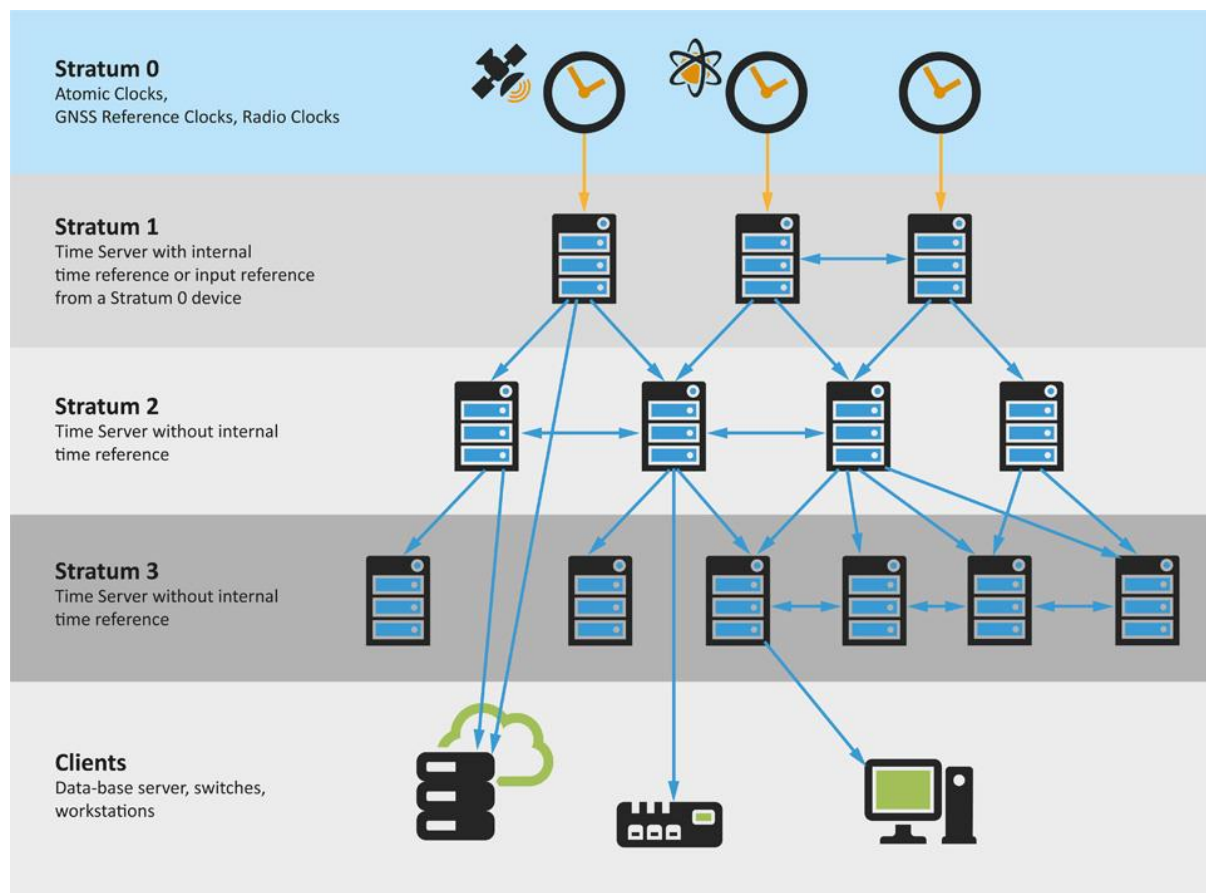 Stratum 0
Atomic Clocks,
GNSS Reference Clocks, Radio Clocks
Stratum 1
Time Server with internal
time reference or input reference
from a Stratum 0 device
Stratum 2
Time Server without internal
time reference
Stratum 3
Time Server without internal
time reference
Clients
Data-base server, switches,
workstations